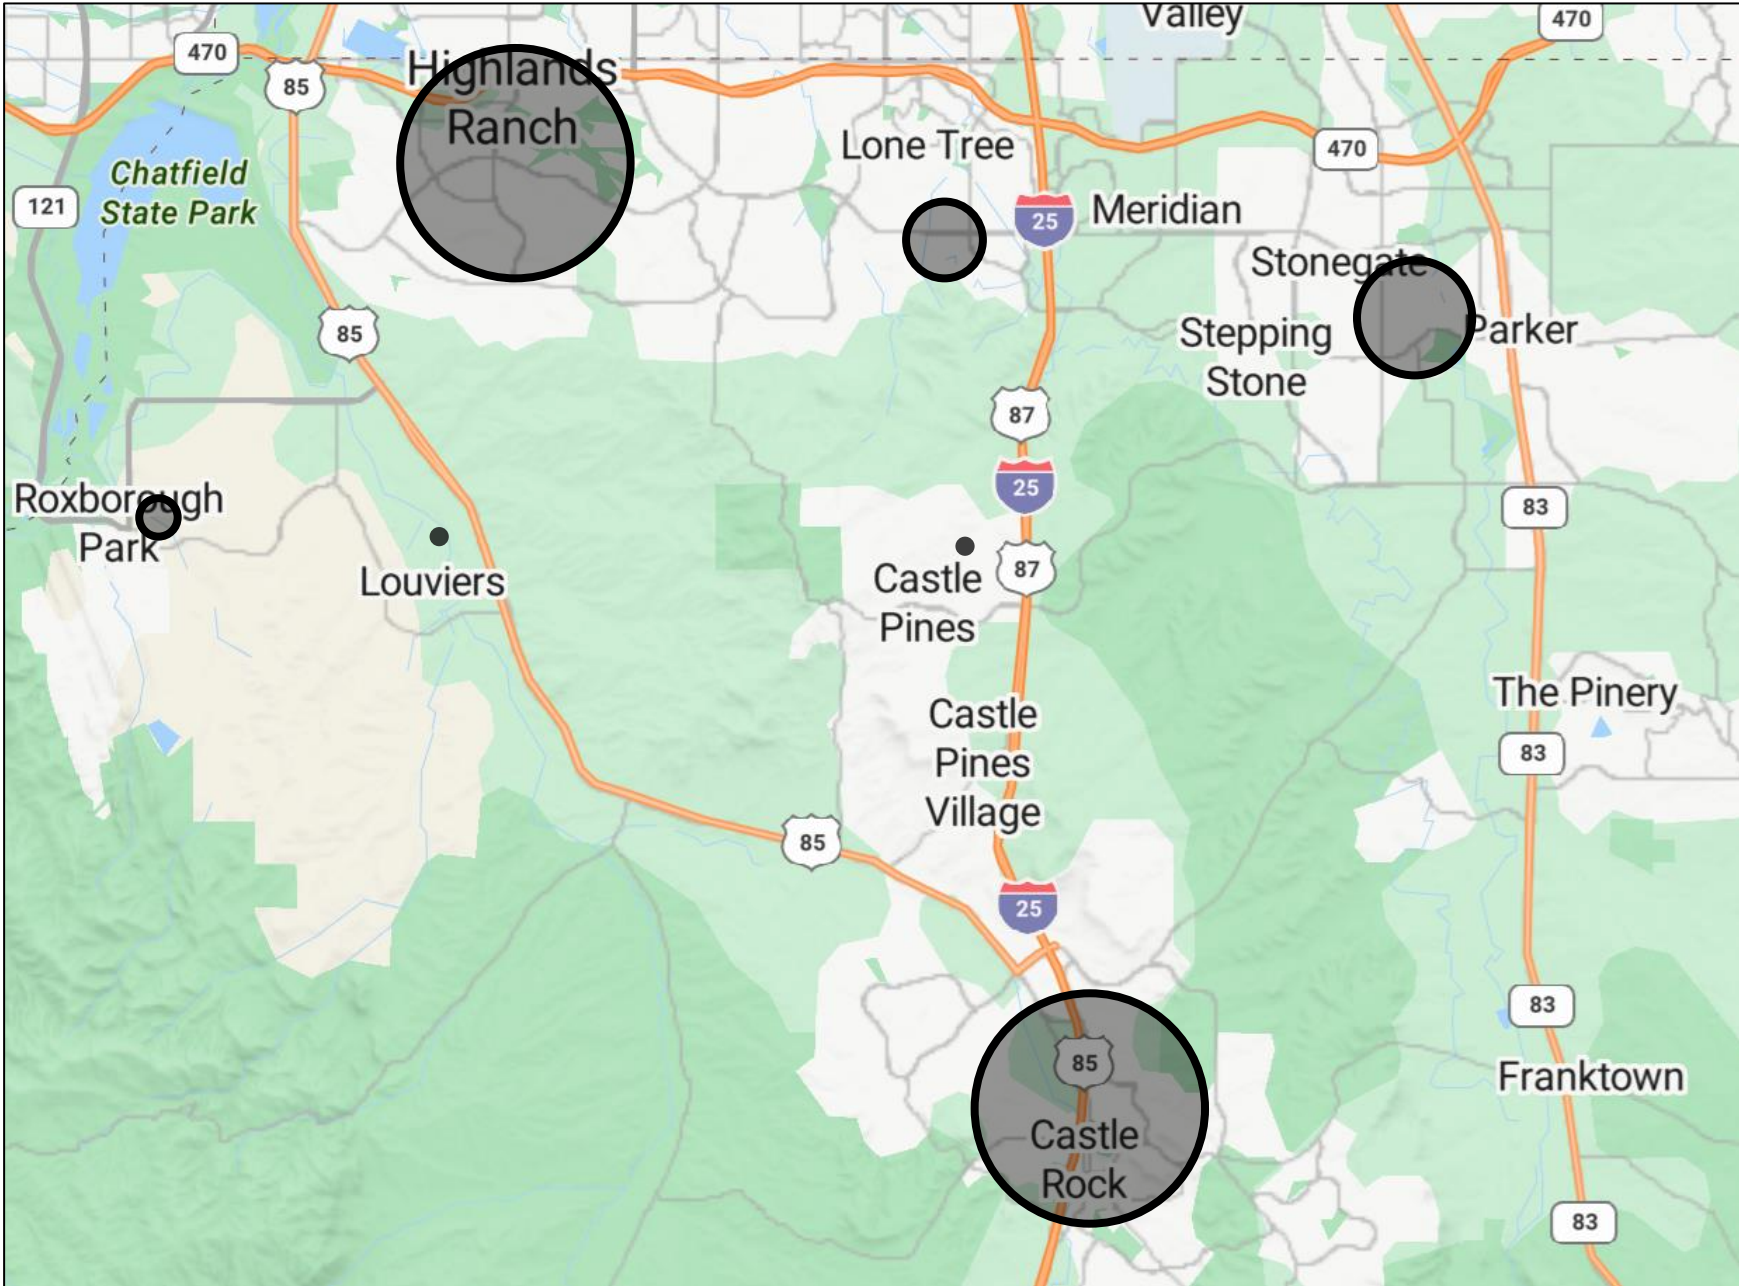 Valley
470
470
Highlands
Ranch
85
Lone Tree
470
Chatfield
State Park
121
25
Meridian
Stonegate
85
Stepping
Stone
Parker
87
25
83
Roxborough
Park
Louviers
87
Castle
Pines
The Pinery
Castle
Pines
Village
83
85
25
83
85
Franktown
Castle
Rock
83